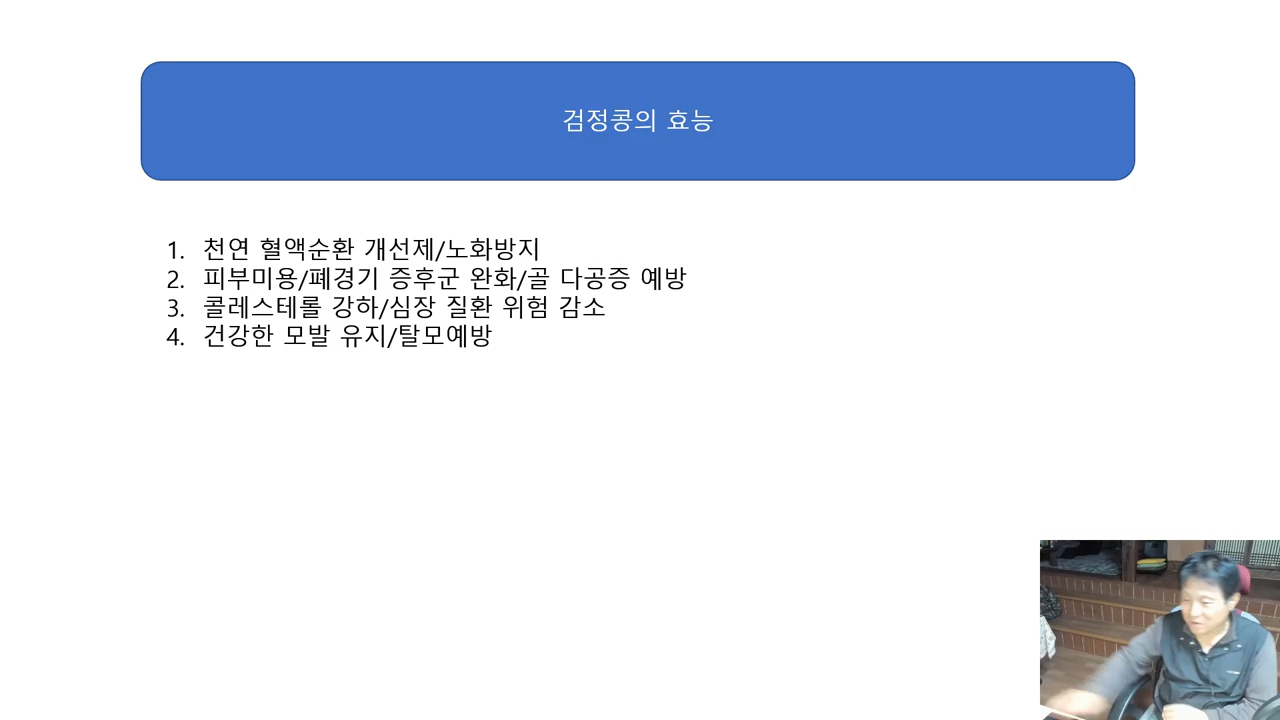 검정콩의 효능
1. 천연 혈액순환 개선제/노화방지
2. 피부미용/폐경기 증후군 완화/골 다공증 예방
3. 콜레스테롤 강하/심장 질환 위험 감소
4. 건강한 모발 유지/탈모예방